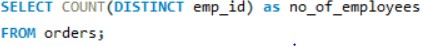 SELECT COUNT(DISTINCT emp_id) as no_of_employees
FROM orders;